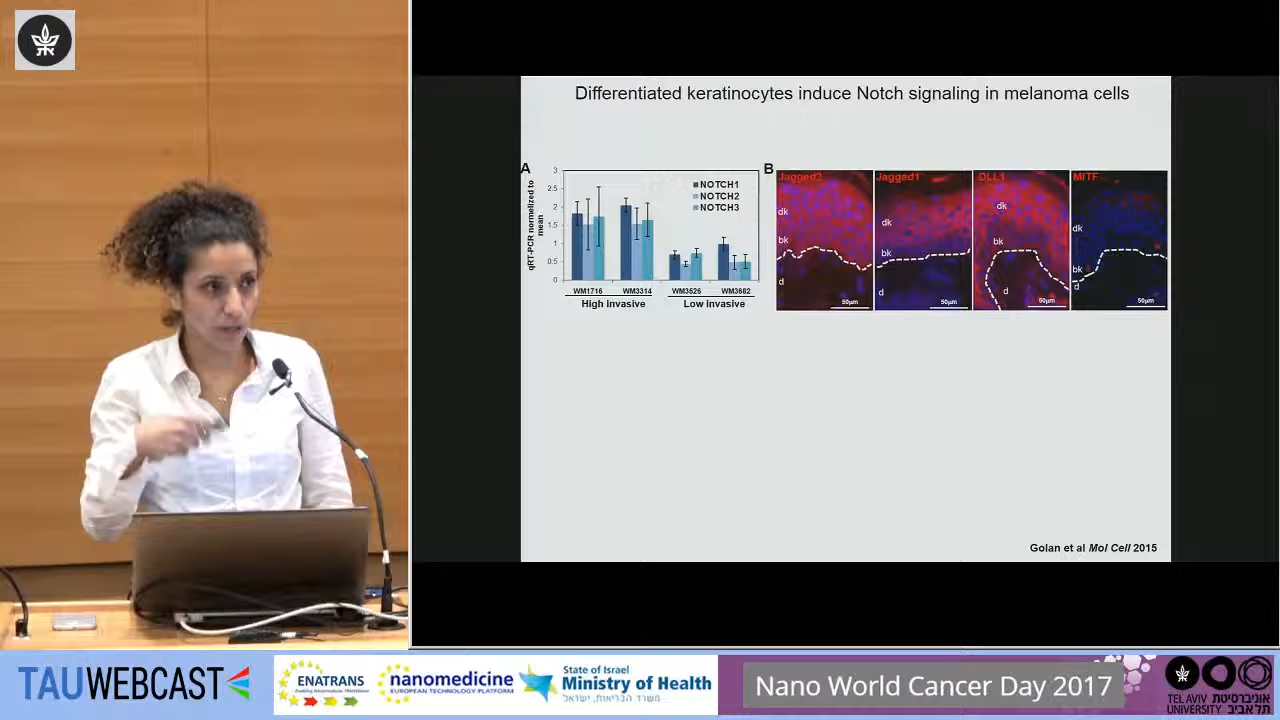 Differentiated keratinocytes induce Notch signaling in melanoma cells
A
qRT-PCR normelized to
mean
3
2.5
2
1.5
1
0.5
0
NOTCH1
NOTCH2
NOTCH3
WM1716
WM3314
WM3526
WM3682
High invasive
Low invasive
B
Jagged2
dk
bk
d
50µm
Jagged1
dk
bk
d
50µm
DLL1
dk
bk
d
50µm
MITF
dk
bk
d
50µm
Golan et al Mol Cell 2015
TAUWEBCAST
ENATRANS
nanomedicine
EUROPEAN TECHNOLOGY PLATFORM
State of Israel
Ministry of Health
משרד הבריאות, ישראל
Nano World Cancer Day 2017
TEL AVIV
UNIVERSITY
אוניברסיטת
תל אביב